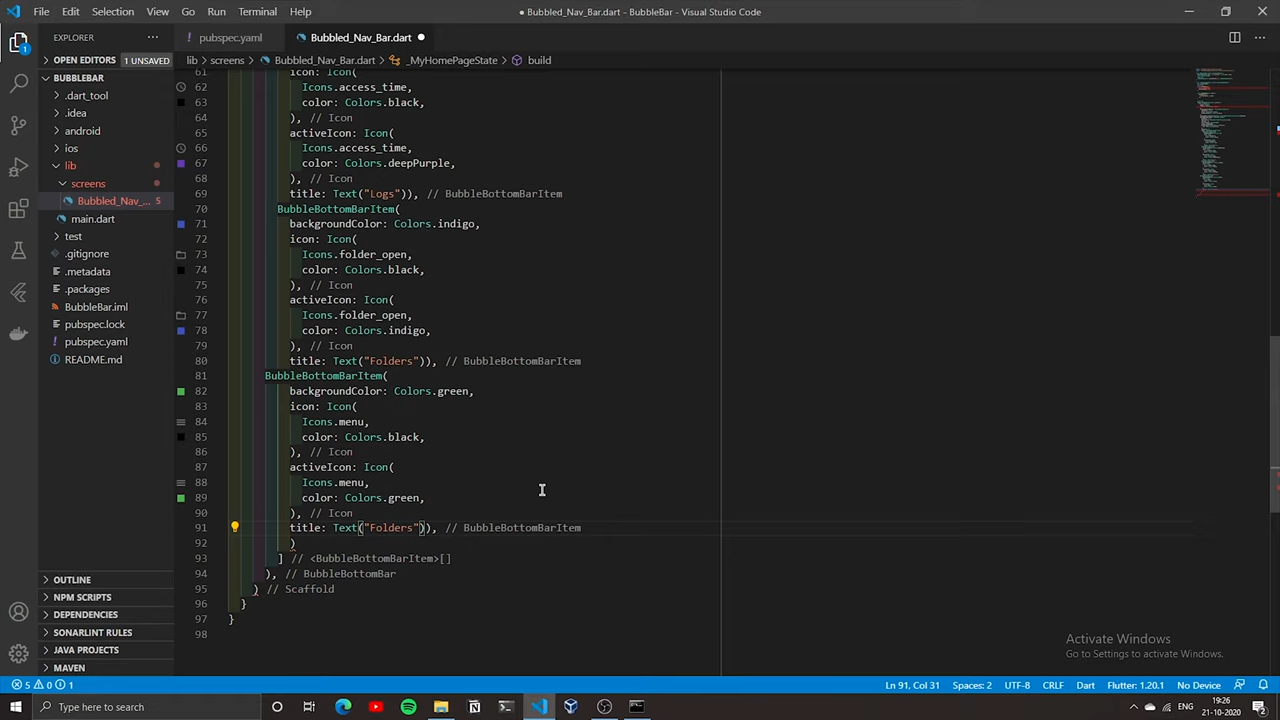 File Edit Selection View Go Run Terminal Help
● Bubbled_Nav_Bar.dart - BubbleBar - Visual Studio Code
EXPLORER
pubspec.yaml
Bubbled_Nav_Bar.dart
OPEN EDITORS 1 UNSAVED
lib > screens > Bubbled_Nav_Bar.dart > _MyHomePageState > build
BUBBLEBAR
.dart_tool
.idea
android
ios
lib
screens
Bubbled_Nav_... 5
main.dart
test
.gitignore
.metadata
.packages
BubbleBar.iml
pubspec.lock
pubspec.yaml
README.md
OUTLINE
NPM SCRIPTS
DEPENDENCIES
SONARLINT RULES
JAVA PROJECTS
MAVEN
61 icon: Icon(
62 Icons.access_time,
63 color: Colors.black,
64 ), // Icon
65 activeIcon: Icon(
66 Icons.access_time,
67 color: Colors.deepPurple,
68 ), // Icon
69 title: Text("Logs")), // BubbleBottomBarItem
70 BubbleBottomBarItem(
71 backgroundColor: Colors.indigo,
72 icon: Icon(
73 Icons.folder_open,
74 color: Colors.black,
75 ), // Icon
76 activeIcon: Icon(
77 Icons.folder_open,
78 color: Colors.indigo,
79 ), // Icon
80 title: Text("Folders")), // BubbleBottomBarItem
81 BubbleBottomBarItem(
82 backgroundColor: Colors.green,
83 icon: Icon(
84 Icons.menu,
85 color: Colors.black,
86 ), // Icon
87 activeIcon: Icon(
88 Icons.menu,
89 color: Colors.green,
90 ), // Icon
91 title: Text("Folders")), // BubbleBottomBarItem
92 )
93 ] // <BubbleBottomBarItem>[]
94 ), // BubbleBottomBar
95 ) // Scaffold
96 }
97 }
98
Activate Windows
Go to Settings to activate Windows.
5 0 1
Ln 91, Col 31 Spaces: 2 UTF-8 CRLF Dart Flutter: 1.20.1 No Device
Type here to search
19:26
21-10-2020
2